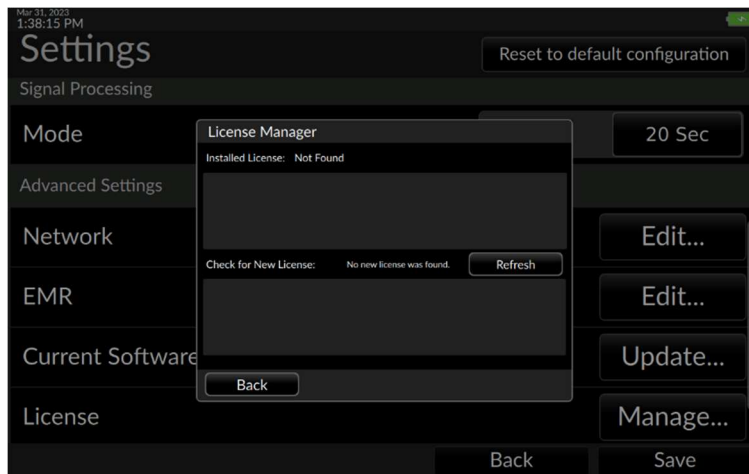 Mar 31, 2023
1:38:15 PM
Settings
Reset to default configuration
Signal Processing
Mode
20 Sec
License Manager
Installed License: Not Found
Check for New License: No new license was found. Refresh
Back
Advanced Settings
Network
Edit...
EMR
Edit...
Current Software
Update...
License
Manage...
Back
Save